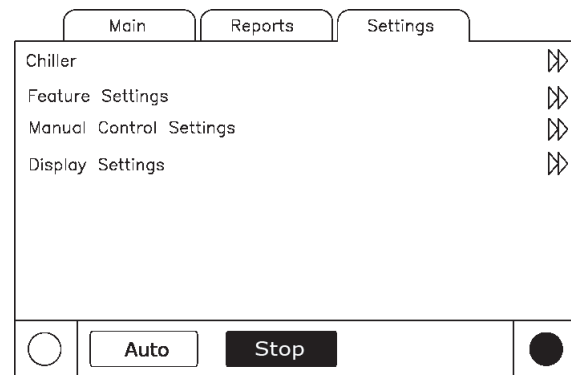 Main Reports Settings
Chiller
Feature Settings
Manual Control Settings
Display Settings
Auto Stop